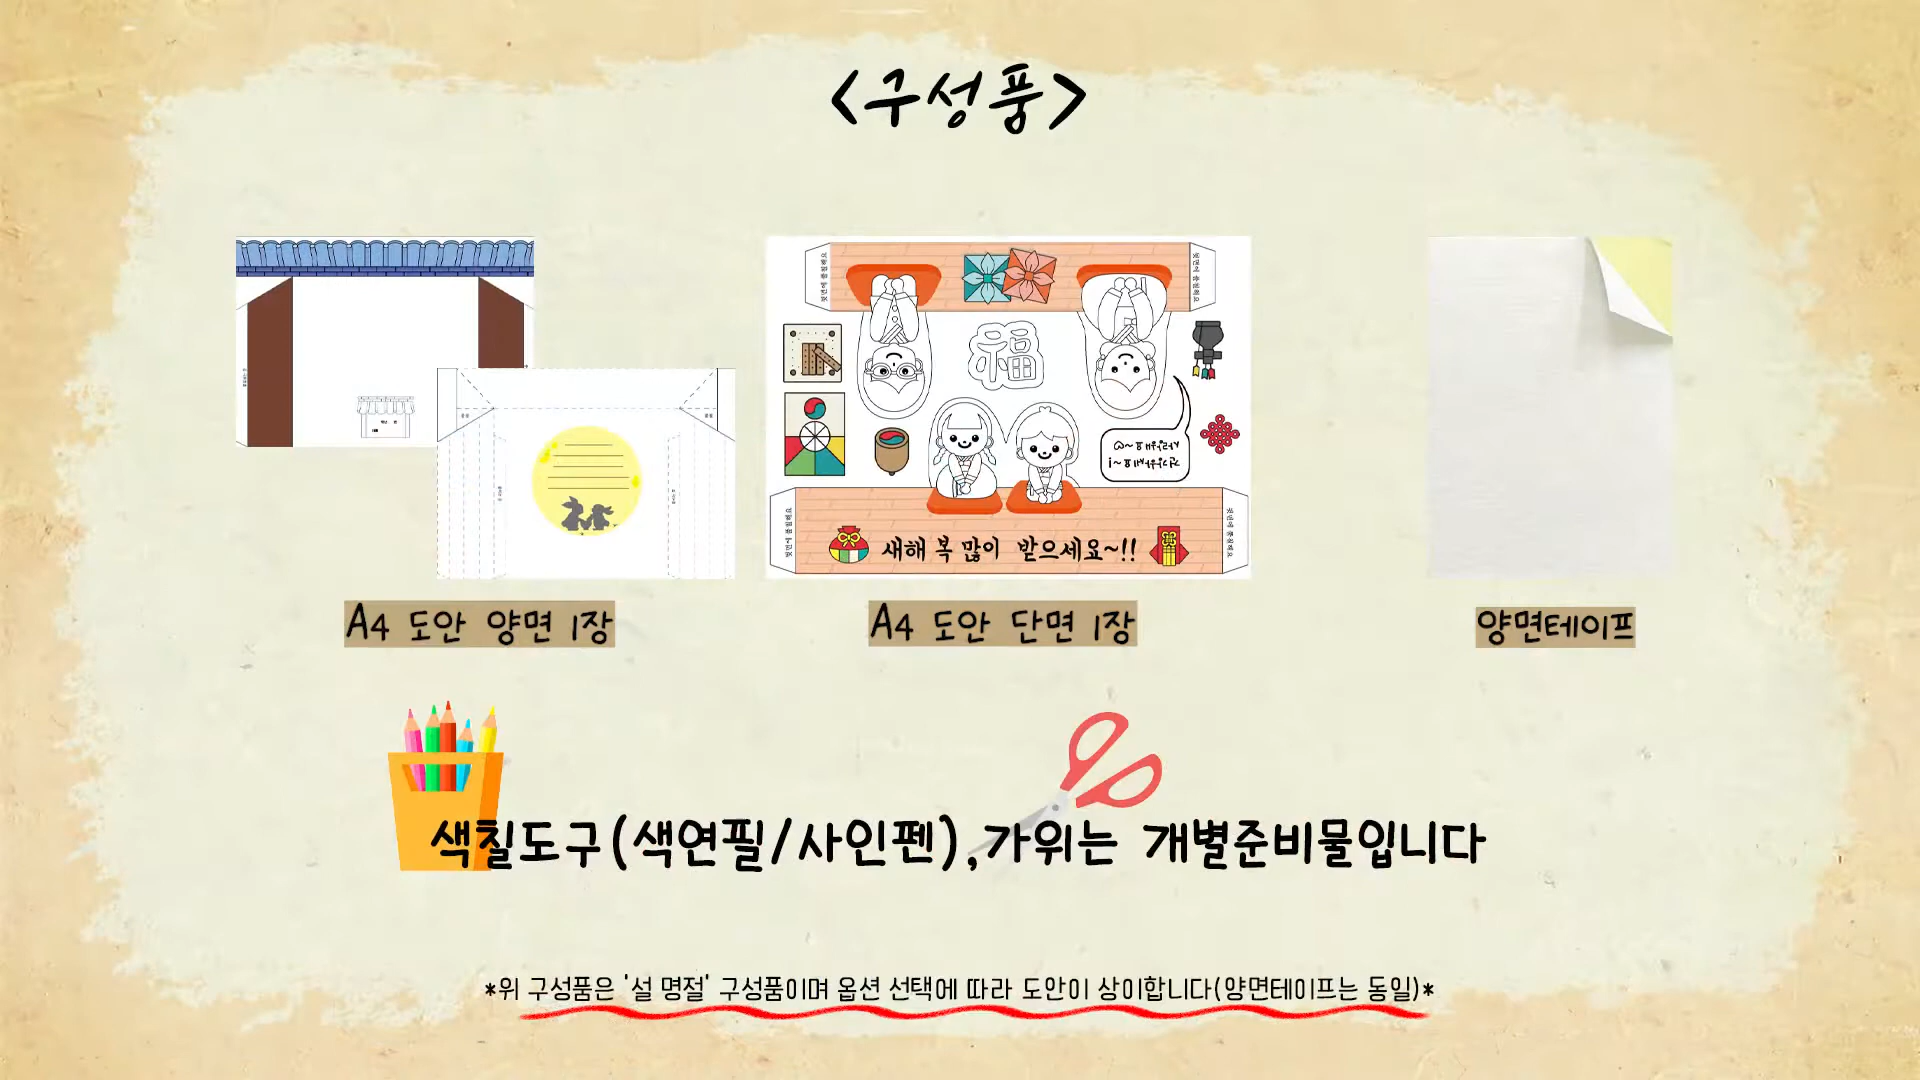 <구성품>
福
새해 복 많이 받으세요~!!
A4 도안 양면 1장
A4 도안 단면 1장
양면테이프
색칠도구(색연필/사인펜),가위는 개별준비물입니다
*위 구성품은 '설 명절' 구성품이며 옵션 선택에 따라 도안이 상이합니다(양면테이프는 동일)*